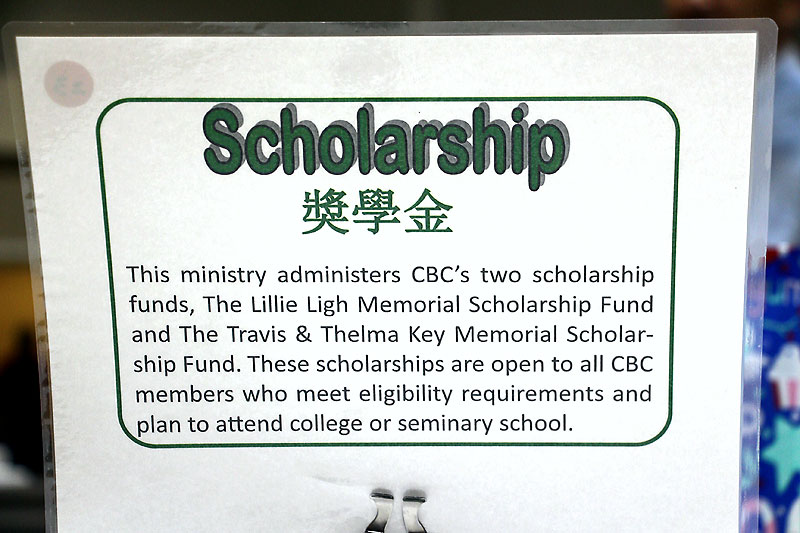 Scholarship
獎學金
This ministry administers CBC's two scholarship
funds, The Lillie Ligh Memorial Scholarship Fund
and The Travis & Thelma Key Memorial Scholar-
ship Fund. These scholarships are open to all CBC
members who meet eligibility requirements and
plan to attend college or seminary school.